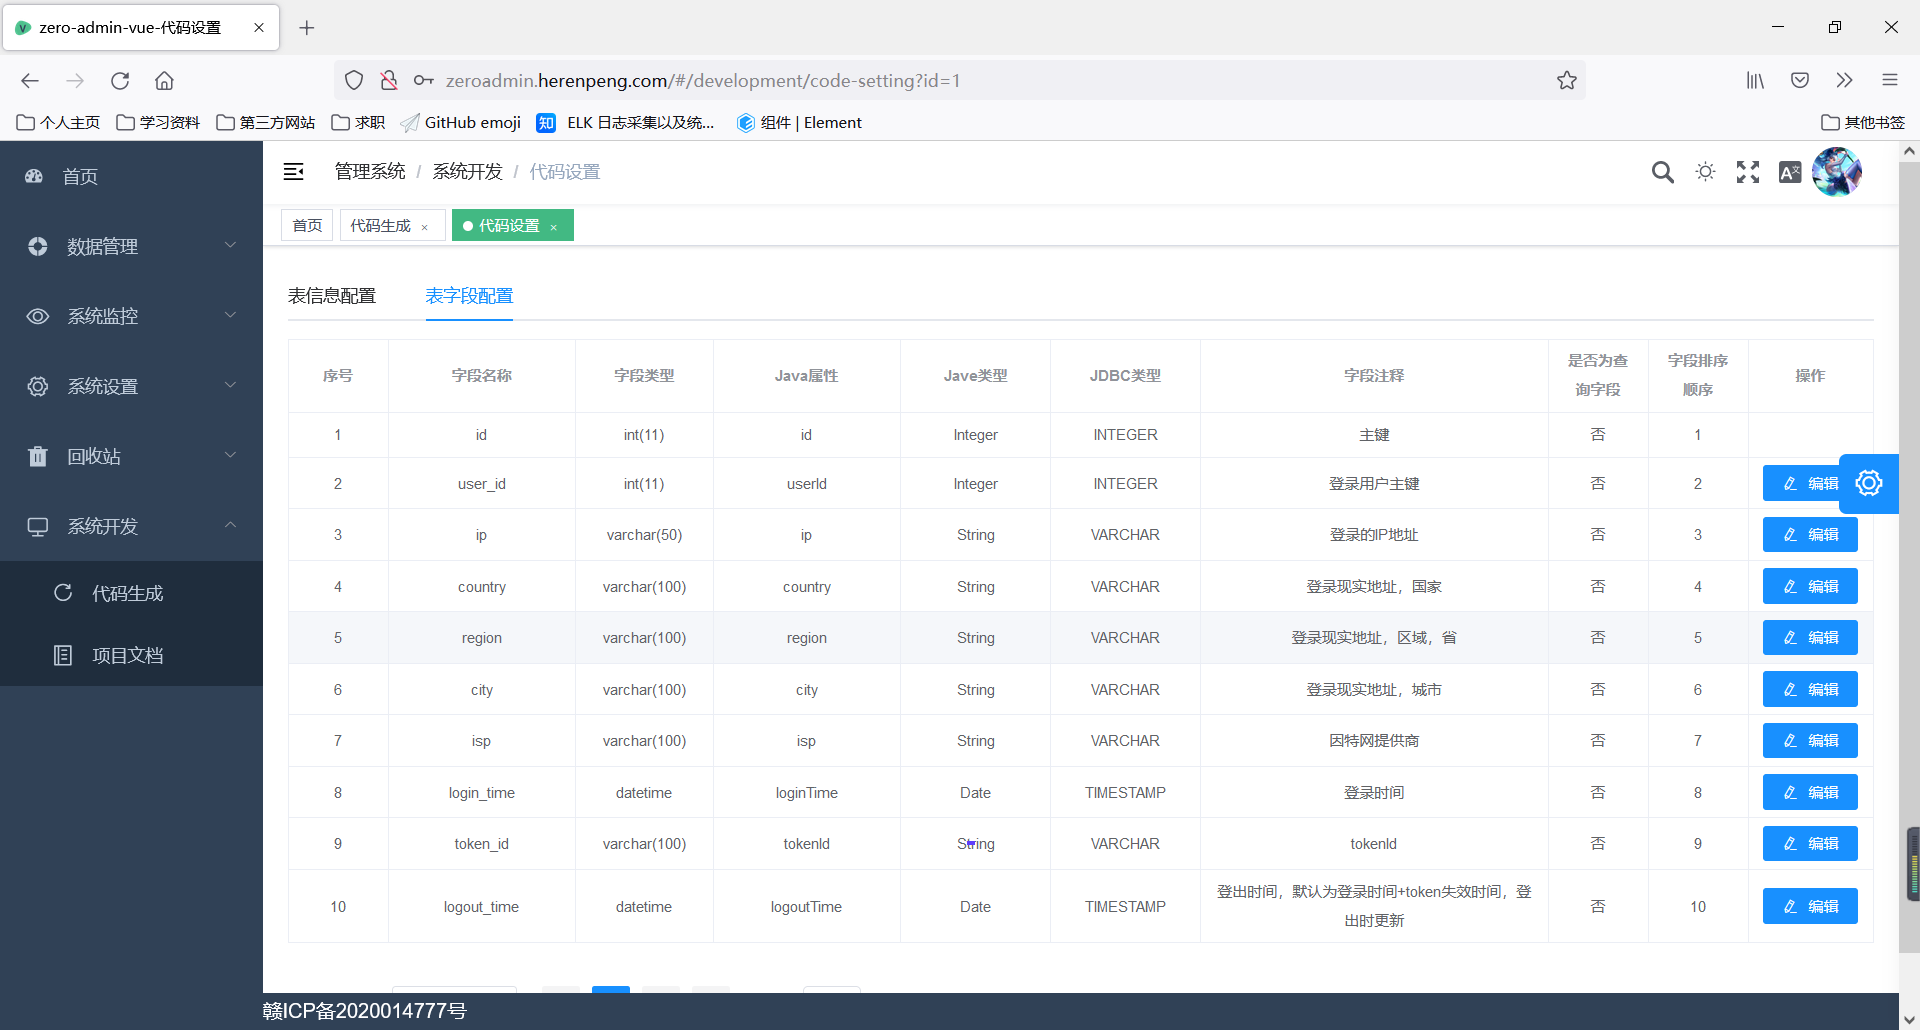 zero-admin-vue-代码设置
zeroadmin.herenpeng.com/#/development/code-setting?id=1
个人主页 学习资料 第三方网站 求职 GitHub emoji 知 ELK 日志采集以及统... 组件 | Element 其他书签
首页
数据管理
系统监控
系统设置
回收站
系统开发
代码生成
项目文档
管理系统 / 系统开发 / 代码设置
首页 代码生成 × 代码设置 ×
表信息配置 表字段配置
序号 字段名称 字段类型 Java属性 Jave类型 JDBC类型 字段注释 是否为查询字段 字段排序顺序 操作
1 id int(11) id Integer INTEGER 主键 否 1
2 user_id int(11) userId Integer INTEGER 登录用户主键 否 2 编辑
3 ip varchar(50) ip String VARCHAR 登录的IP地址 否 3 编辑
4 country varchar(100) country String VARCHAR 登录现实地址，国家 否 4 编辑
5 region varchar(100) region String VARCHAR 登录现实地址，区域，省 否 5 编辑
6 city varchar(100) city String VARCHAR 登录现实地址，城市 否 6 编辑
7 isp varchar(100) isp String VARCHAR 因特网提供商 否 7 编辑
8 login_time datetime loginTime Date TIMESTAMP 登录时间 否 8 编辑
9 token_id varchar(100) tokenId String VARCHAR tokenId 否 9 编辑
10 logout_time datetime logoutTime Date TIMESTAMP 登出时间，默认为登录时间+token失效时间，登出时更新 否 10 编辑
赣ICP备2020014777号